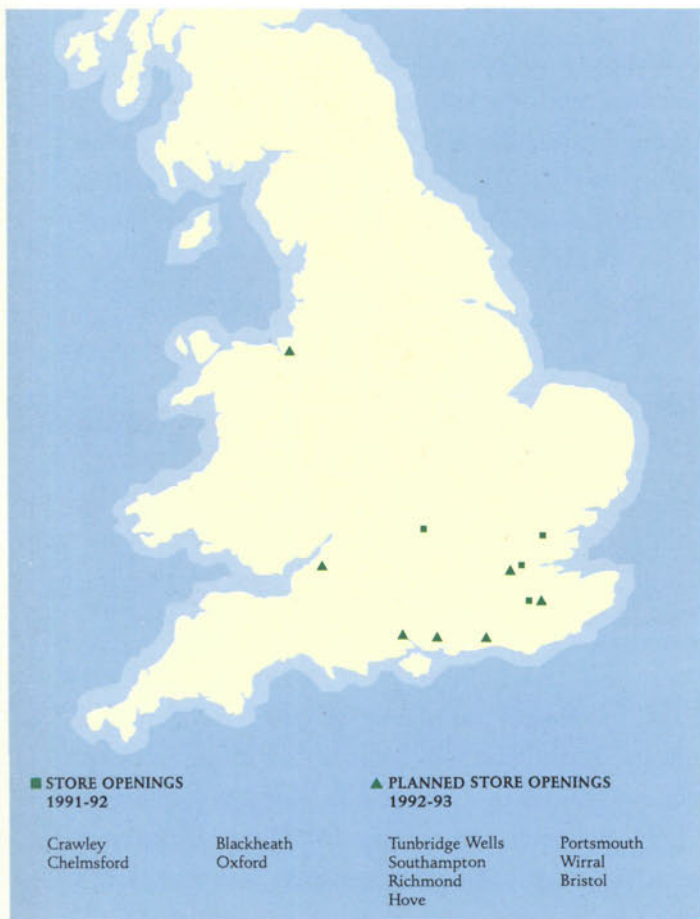 STORE OPENINGS
1991-92
Crawley
Chelmsford
Blackheath
Oxford
PLANNED STORE OPENINGS
1992-93
Tunbridge Wells
Southampton
Richmond
Hove
Portsmouth
Wirral
Bristol